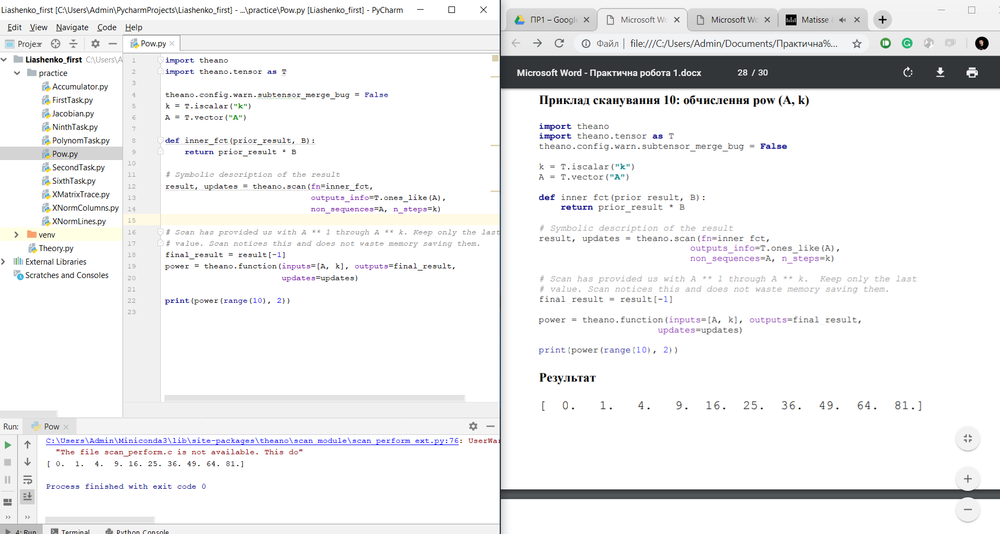 Liashenko_first [C:\Users\Admin\PycharmProjects\Liashenko_first] - ...\practice\Pow.py [Liashenko_first] - PyCharm
Edit View Navigate Code Help
Proje
Pow.py
Liashenko_first C:\Users\A
practice
Accumulator.py
FirstTask.py
Jacobian.py
NinthTask.py
PolynomTask.py
Pow.py
SecondTask.py
SixthTask.py
XMatrixTrace.py
XNormColumns.py
XNormLines.py
venv
Theory.py
External Libraries
Scratches and Consoles
1 import theano
2 import theano.tensor as T
3
4 theano.config.warn.subtensor_merge_bug = False
5 k = T.iscalar("k")
6 A = T.vector("A")
7
8 def inner_fct(prior_result, B):
9 return prior_result * B
10
11 # Symbolic description of the result
12 result, updates = theano.scan(fn=inner_fct,
13 outputs_info=T.ones_like(A),
14 non_sequences=A, n_steps=k)
15
16 # Scan has provided us with A ** 1 through A ** k. Keep only the last
17 # value. Scan notices this and does not waste memory saving them.
18 final_result = result[-1]
19 power = theano.function(inputs=[A, k], outputs=final_result,
20 updates=updates)
21
22 print(power(range(10), 2))
23
Run: Pow
C:\Users\Admin\Miniconda3\lib\site-packages\theano\scan_module\scan_perform_ext.py:76: UserWar
"The file scan_perform.c is not available. This do"
[ 0. 1. 4. 9. 16. 25. 36. 49. 64. 81.]
Process finished with exit code 0
4: Run Terminal Python Console
ПР1 – Googl Microsoft Wo Microsoft Wo Matisse
Файл file:///C:/Users/Admin/Documents/Практична%...
Microsoft Word - Практична робота 1.docx 28 / 30
Приклад сканування 10: обчислення pow (A, k)
import theano
import theano.tensor as T
theano.config.warn.subtensor_merge_bug = False
k = T.iscalar("k")
A = T.vector("A")
def inner_fct(prior_result, B):
return prior_result * B
# Symbolic description of the result
result, updates = theano.scan(fn=inner_fct,
outputs_info=T.ones_like(A),
non_sequences=A, n_steps=k)
# Scan has provided us with A ** 1 through A ** k. Keep only the last
# value. Scan notices this and does not waste memory saving them.
final_result = result[-1]
power = theano.function(inputs=[A, k], outputs=final_result,
updates=updates)
print(power(range(10), 2))
Результат
[ 0. 1. 4. 9. 16. 25. 36. 49. 64. 81.]